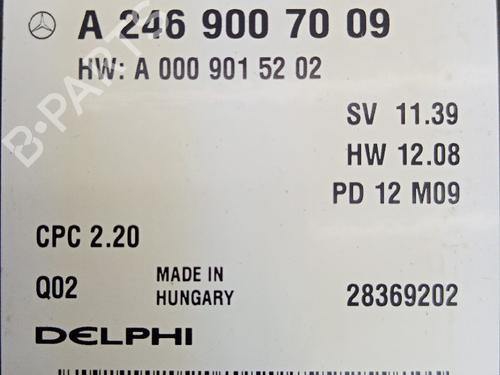 A 246 900 70 09
HW: A 000 901 52 02
SV 11.39
HW 12.08
PD 12 M09
CPC 2.20
Q02
MADE IN
HUNGARY
28369202
DELPHI
B-PARTS